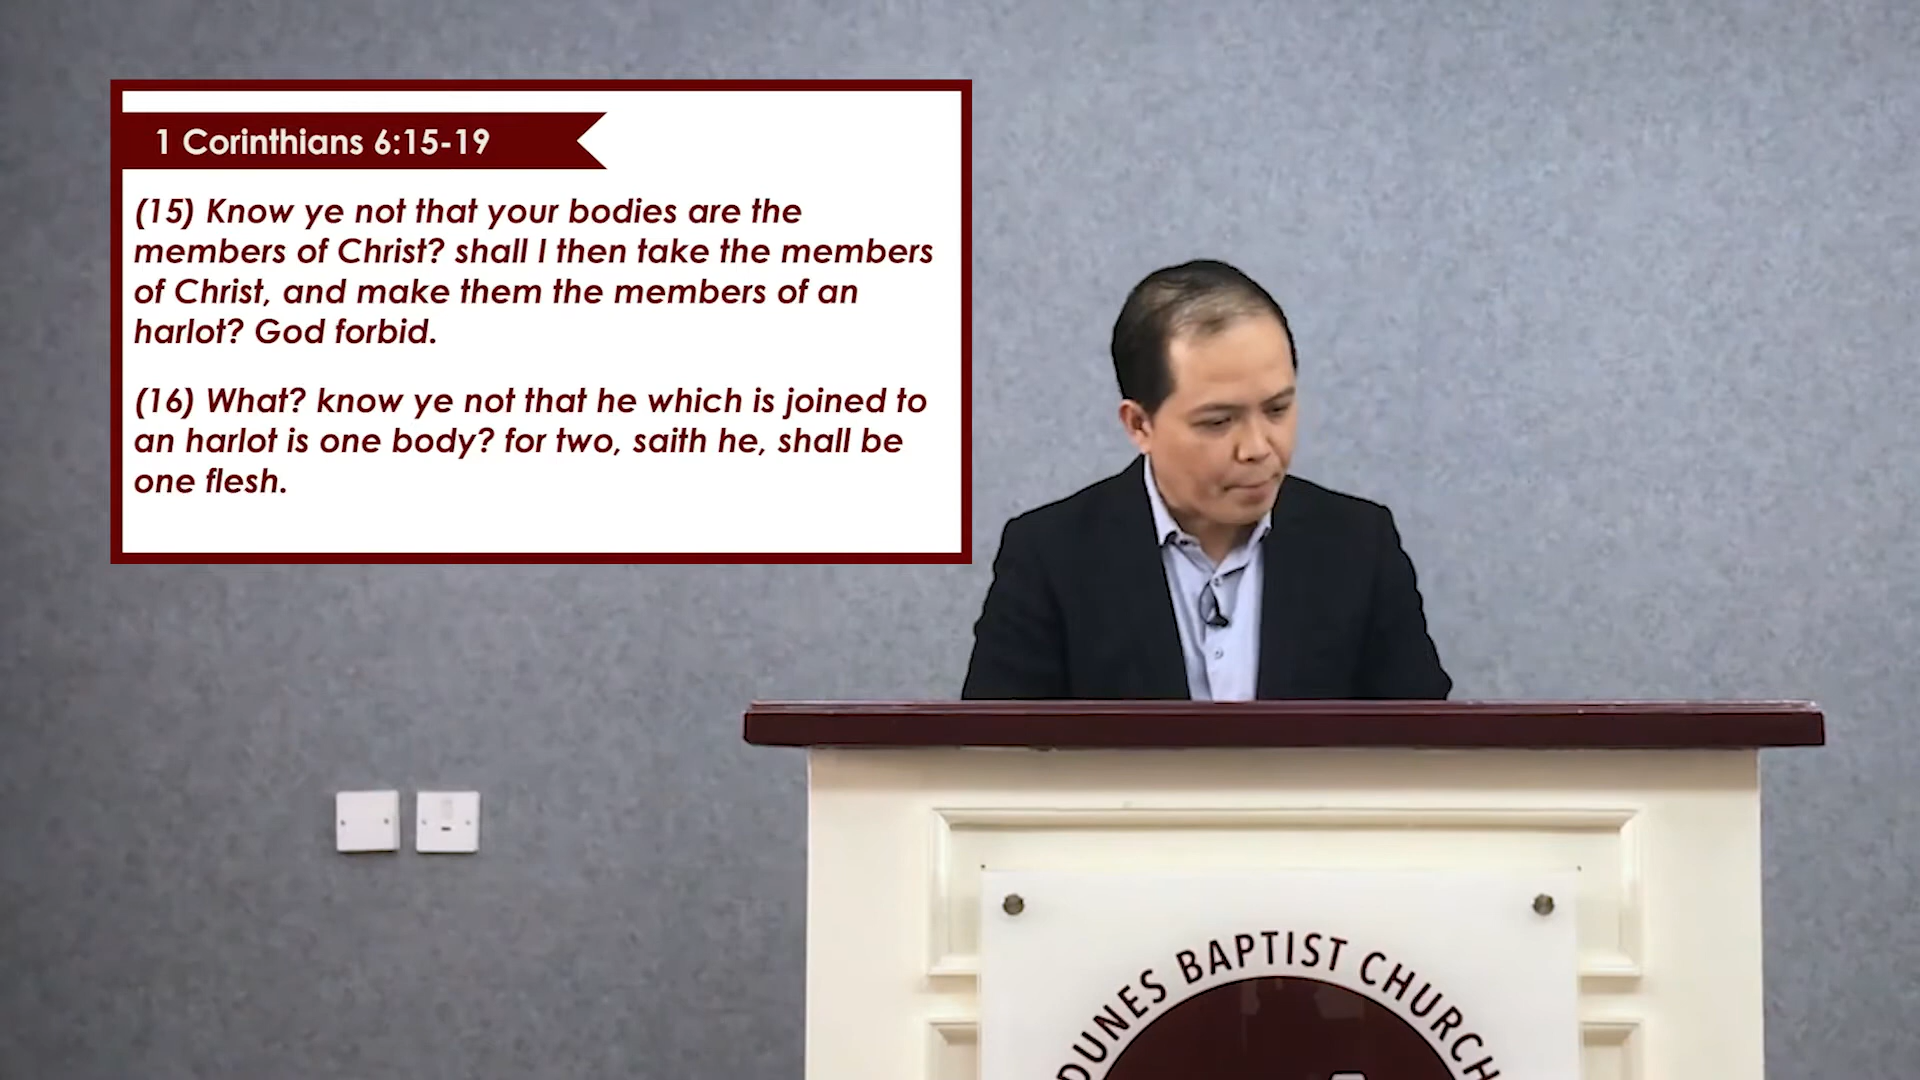 1 Corinthians 6:15-19
(15) Know ye not that your bodies are the
members of Christ? shall I then take the members
of Christ, and make them the members of an
harlot? God forbid.
(16) What? know ye not that he which is joined to
an harlot is one body? for two, saith he, shall be
one flesh.
DUNES BAPTIST CHURCH